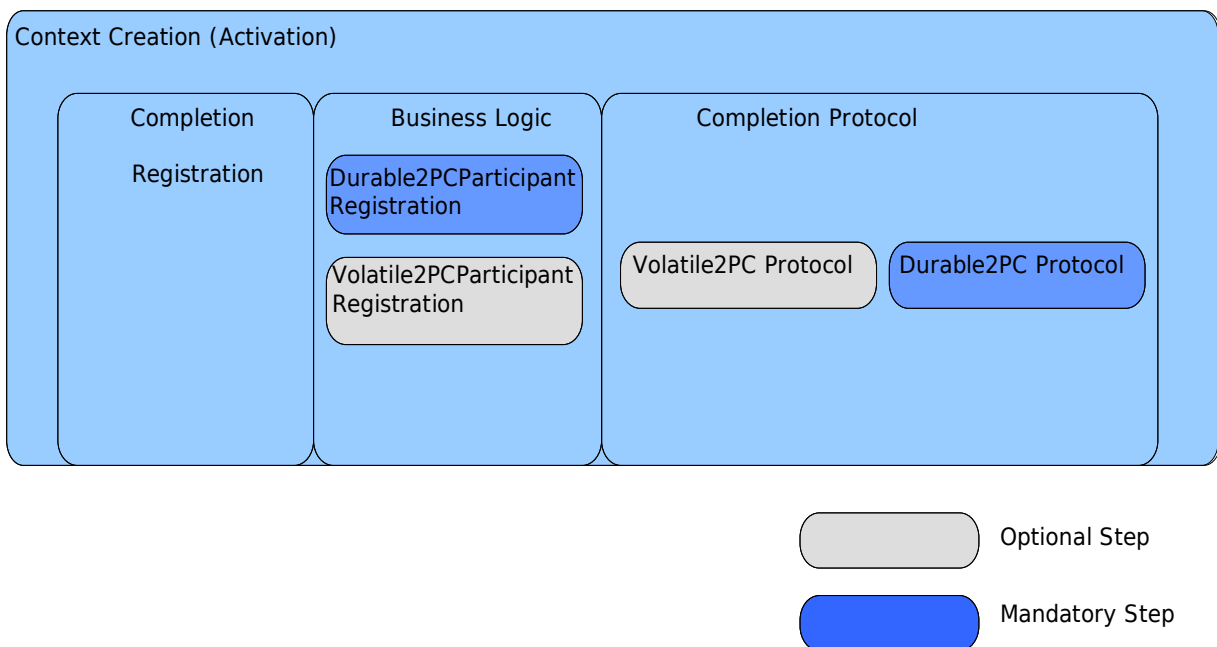 Context Creation (Activation)
Completion
Registration
Business Logic
Durable2PCParticipant
Registration
Volatile2PCParticipant
Registration
Completion Protocol
Volatile2PC Protocol
Durable2PC Protocol
Optional Step
Mandatory Step